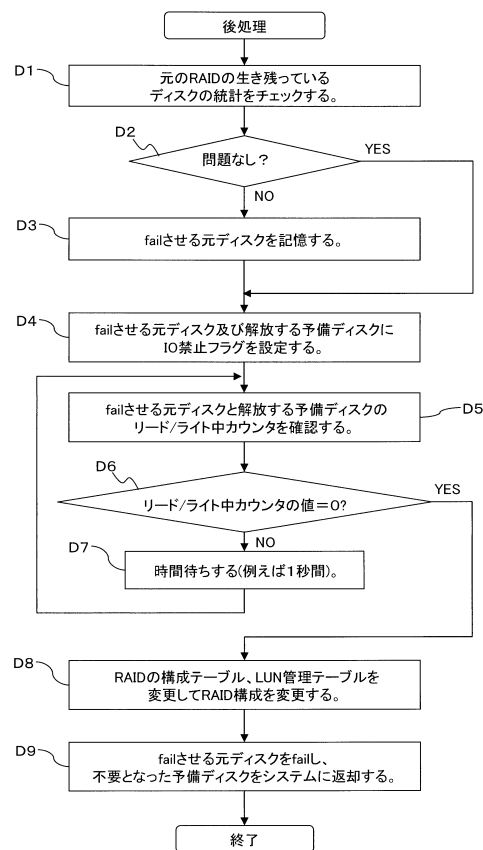 後処理
D1
元のRAIDの生き残っている
ディスクの統計をチェックする。
D2
問題なし？
YES
NO
D3
failさせる元ディスクを記憶する。
D4
failさせる元ディスク及び解放する予備ディスクに
IO禁止フラグを設定する。
failさせる元ディスクと解放する予備ディスクの
リード/ライト中カウンタを確認する。
D5
D6
リード/ライト中カウンタの値＝0?
YES
NO
D7
時間待ちする(例えば1秒間)。
D8
RAIDの構成テーブル、LUN管理テーブルを
変更してRAID構成を変更する。
D9
failさせる元ディスクをfailし、
不要となった予備ディスクをシステムに返却する。
終了